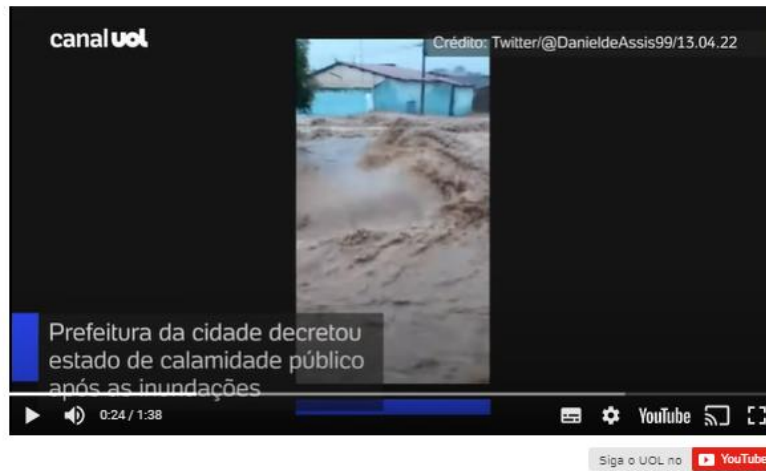 canal uol
Crédito: Twitter/@DanieldeAssis99/13.04.22
Prefeitura da cidade decretou
estado de calamidade público
após as inundações
0:24 / 1:38
YouTube
Siga o UOL no
YouTube